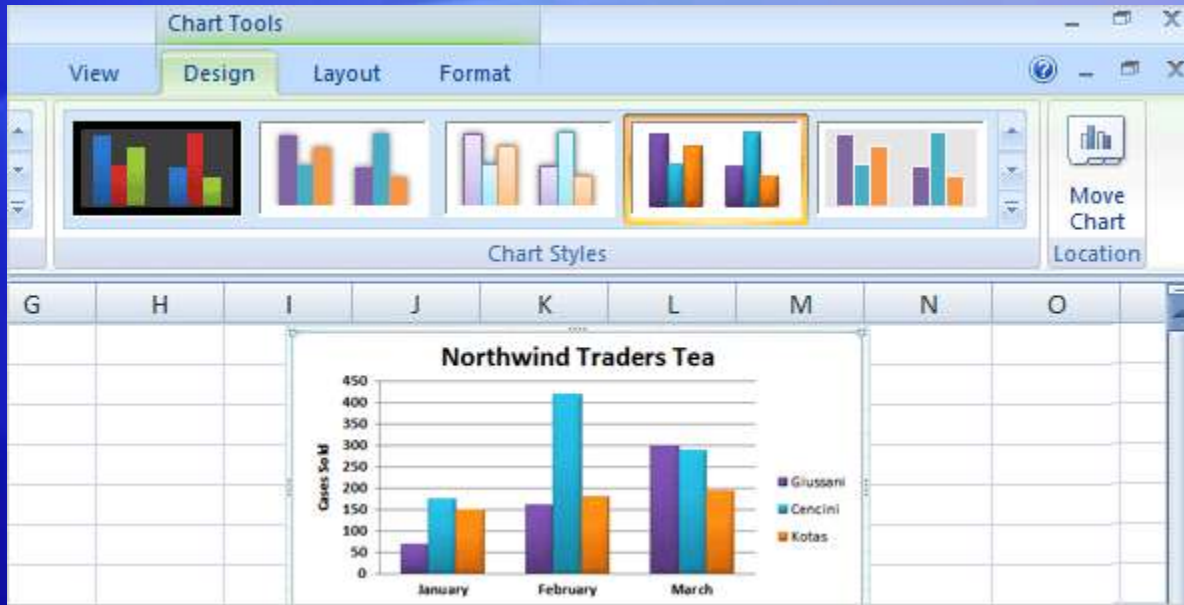 Chart Tools
View Design Layout Format
Move
Chart
Chart Styles
Location
G H I J K L M N O
Northwind Traders Tea
450
400
350
300
250
200
150
100
50
0
Cases Sold
Giussani
Cencini
Kotas
January February March